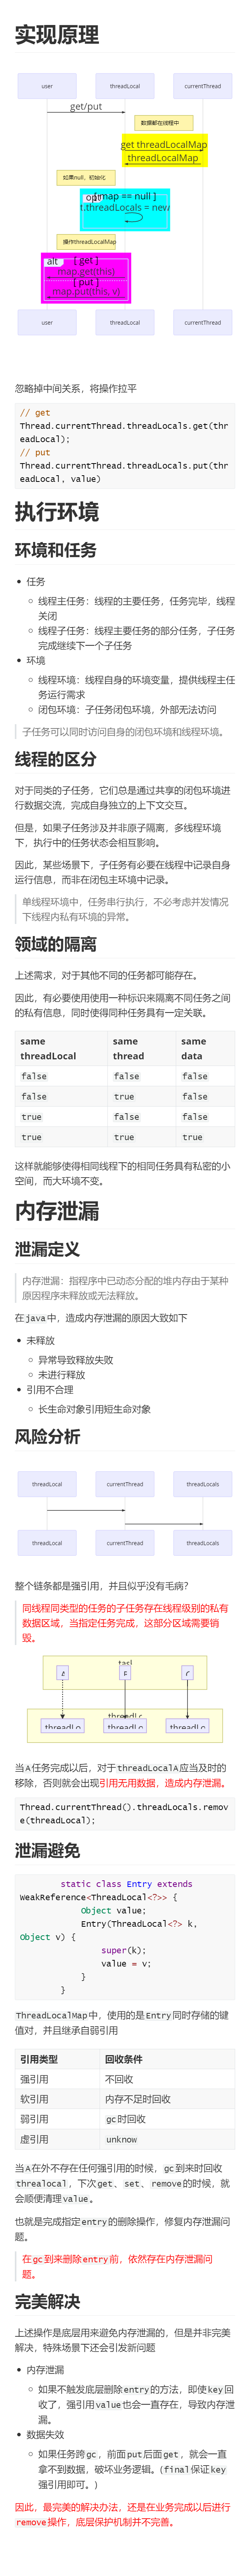 实现原理
user
threadLocal
currentThread
get/put
数据都在线程中
get threadLocalMap
threadLocalMap
如果null，初始化
opt
[map == null ]
t.threadLocals = new
操作threadLocalMap
alt
[ get ]
map.get(this)
[ put ]
map.put(this, v)
user
threadLocal
currentThread
忽略掉中间关系，将操作拉平
// get
Thread.currentThread.threadLocals.get(thr
eadLocal);
// put
Thread.currentThread.threadLocals.put(thr
eadLocal, value)
执行环境
环境和任务
任务
线程主任务：线程的主要任务，任务完毕，线程
关闭
线程子任务：线程主要任务的部分任务，子任务
完成继续下一个子任务
环境
线程环境：线程自身的环境变量，提供线程主任
务运行需求
闭包环境：子任务闭包环境，外部无法访问
子任务可以同时访问自身的闭包环境和线程环境。
线程的区分
对于同类的子任务，它们总是通过共享的闭包环境进
行数据交流，完成自身独立的上下文交互。
但是，如果子任务涉及并非原子隔离，多线程环境
下，执行中的任务状态会相互影响。
因此，某些场景下，子任务有必要在线程中记录自身
运行信息，而非在闭包主环境中记录。
单线程环境中，任务串行执行，不必考虑并发情况
下线程内私有环境的异常。
领域的隔离
上述需求，对于其他不同的任务都可能存在。
因此，有必要使用使用一种标识来隔离不同任务之间
的私有信息，同时使得同种任务具有一定关联。
same threadLocal | same thread | same data
false | false | false
false | true | false
true | false | false
true | true | true
这样就能够使得相同线程下的相同任务具有私密的小
空间，而大环境不变。
内存泄漏
泄漏定义
内存泄漏：指程序中已动态分配的堆内存由于某种
原因程序未释放或无法释放。
在java中，造成内存泄漏的原因大致如下
未释放
异常导致释放失败
未进行释放
引用不合理
长生命对象引用短生命对象
风险分析
threadLocal
currentThread
threadLocals
threadLocal
currentThread
threadLocals
整个链条都是强引用，并且似乎没有毛病？
同线程同类型的任务的子任务存在线程级别的私有
数据区域，当指定任务完成，这部分区域需要销
毁。
threadLo
threadLo
threadLo
当A任务完成以后，对于threadLocalA应当及时的
移除，否则就会出现引用无用数据，造成内存泄漏。
Thread.currentThread().threadLocals.remov
e(threadLocal);
泄漏避免
static class Entry extends
WeakReference<ThreadLocal<?>> {
Object value;
Entry(ThreadLocal<?> k,
Object v) {
super(k);
value = v;
}
}
ThreadLocalMap中，使用的是Entry同时存储的键
值对，并且继承自弱引用
引用类型 | 回收条件
强引用 | 不回收
软引用 | 内存不足时回收
弱引用 | gc时回收
虚引用 | unknow
当A在外不存在任何强引用的时候，gc到来时回收
threalocal，下次get、set、remove的时候，就
会顺便清理value。
也就是完成指定entry的删除操作，修复内存泄漏问
题。
在gc到来删除entry前，依然存在内存泄漏问
题。
完美解决
上述操作是底层用来避免内存泄漏的，但是并非完美
解决，特殊场景下还会引发新问题
内存泄漏
如果不触发底层删除entry的方法，即使key回
收了，强引用value也会一直存在，导致内存泄
漏。
数据失效
如果任务跨gc，前面put后面get，就会一直
拿不到数据，破坏业务逻辑。(final保证key
强引用即可。)
因此，最完美的解决办法，还是在业务完成以后进行
remove操作，底层保护机制并不完善。